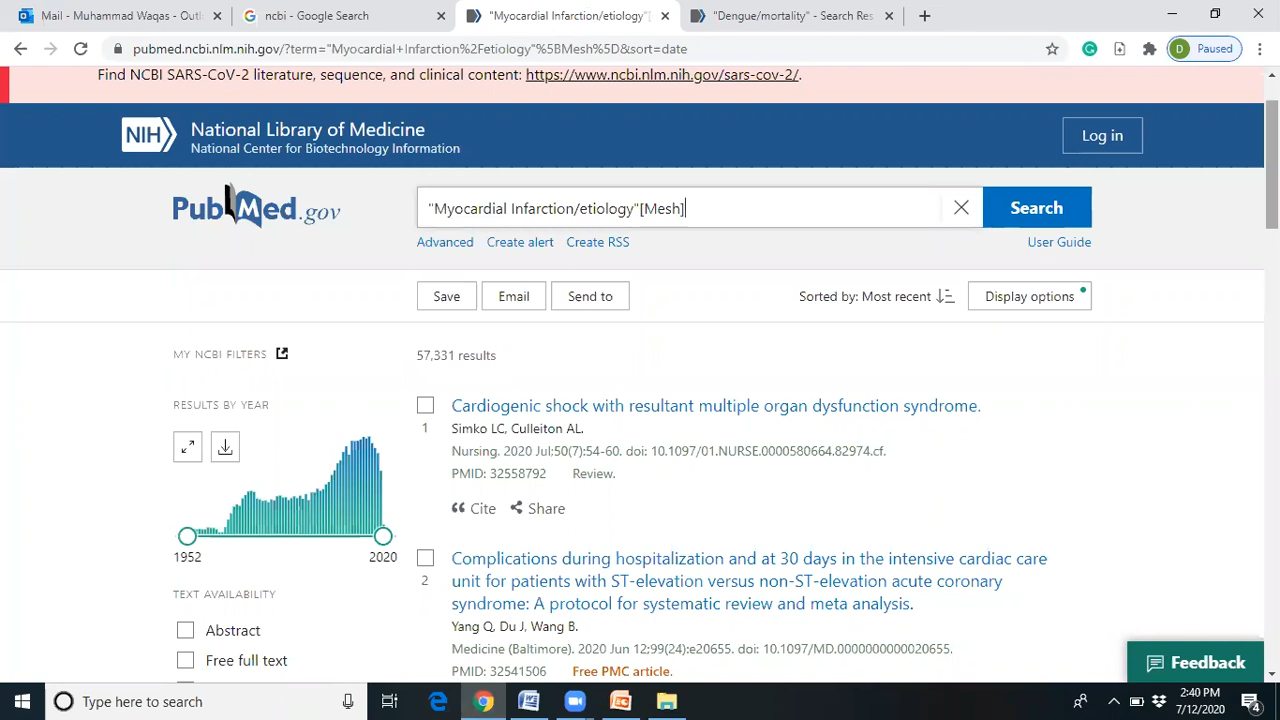 Mail - Muhammad Waqas - Outl
ncbi - Google Search
"Myocardial Infarction/etiology"[
"Dengue/mortality" - Search Res
pubmed.ncbi.nlm.nih.gov/?term="Myocardial+Infarction%2Fetiology"%5BMesh%5D&sort=date
D Paused
Find NCBI SARS-CoV-2 literature, sequence, and clinical content: https://www.ncbi.nlm.nih.gov/sars-cov-2/.
NIH National Library of Medicine
National Center for Biotechnology Information
Log in
PubMed.gov
"Myocardial Infarction/etiology"[Mesh]
Search
Advanced Create alert Create RSS
User Guide
Save Email Send to
Sorted by: Most recent
Display options
MY NCBI FILTERS
57,331 results
RESULTS BY YEAR
1952 2020
TEXT AVAILABILITY
Abstract
Free full text
Cardiogenic shock with resultant multiple organ dysfunction syndrome.
1
Simko LC, Culleiton AL.
Nursing. 2020 Jul;50(7):54-60. doi: 10.1097/01.NURSE.0000580664.82974.cf.
PMID: 32558792 Review.
Cite Share
Complications during hospitalization and at 30 days in the intensive cardiac care
2
unit for patients with ST-elevation versus non-ST-elevation acute coronary
syndrome: A protocol for systematic review and meta analysis.
Yang Q, Du J, Wang B.
Medicine (Baltimore). 2020 Jun 12;99(24):e20655. doi: 10.1097/MD.0000000000020655.
PMID: 32541506 Free PMC article.
Feedback
Type here to search
2:40 PM
7/12/2020
4